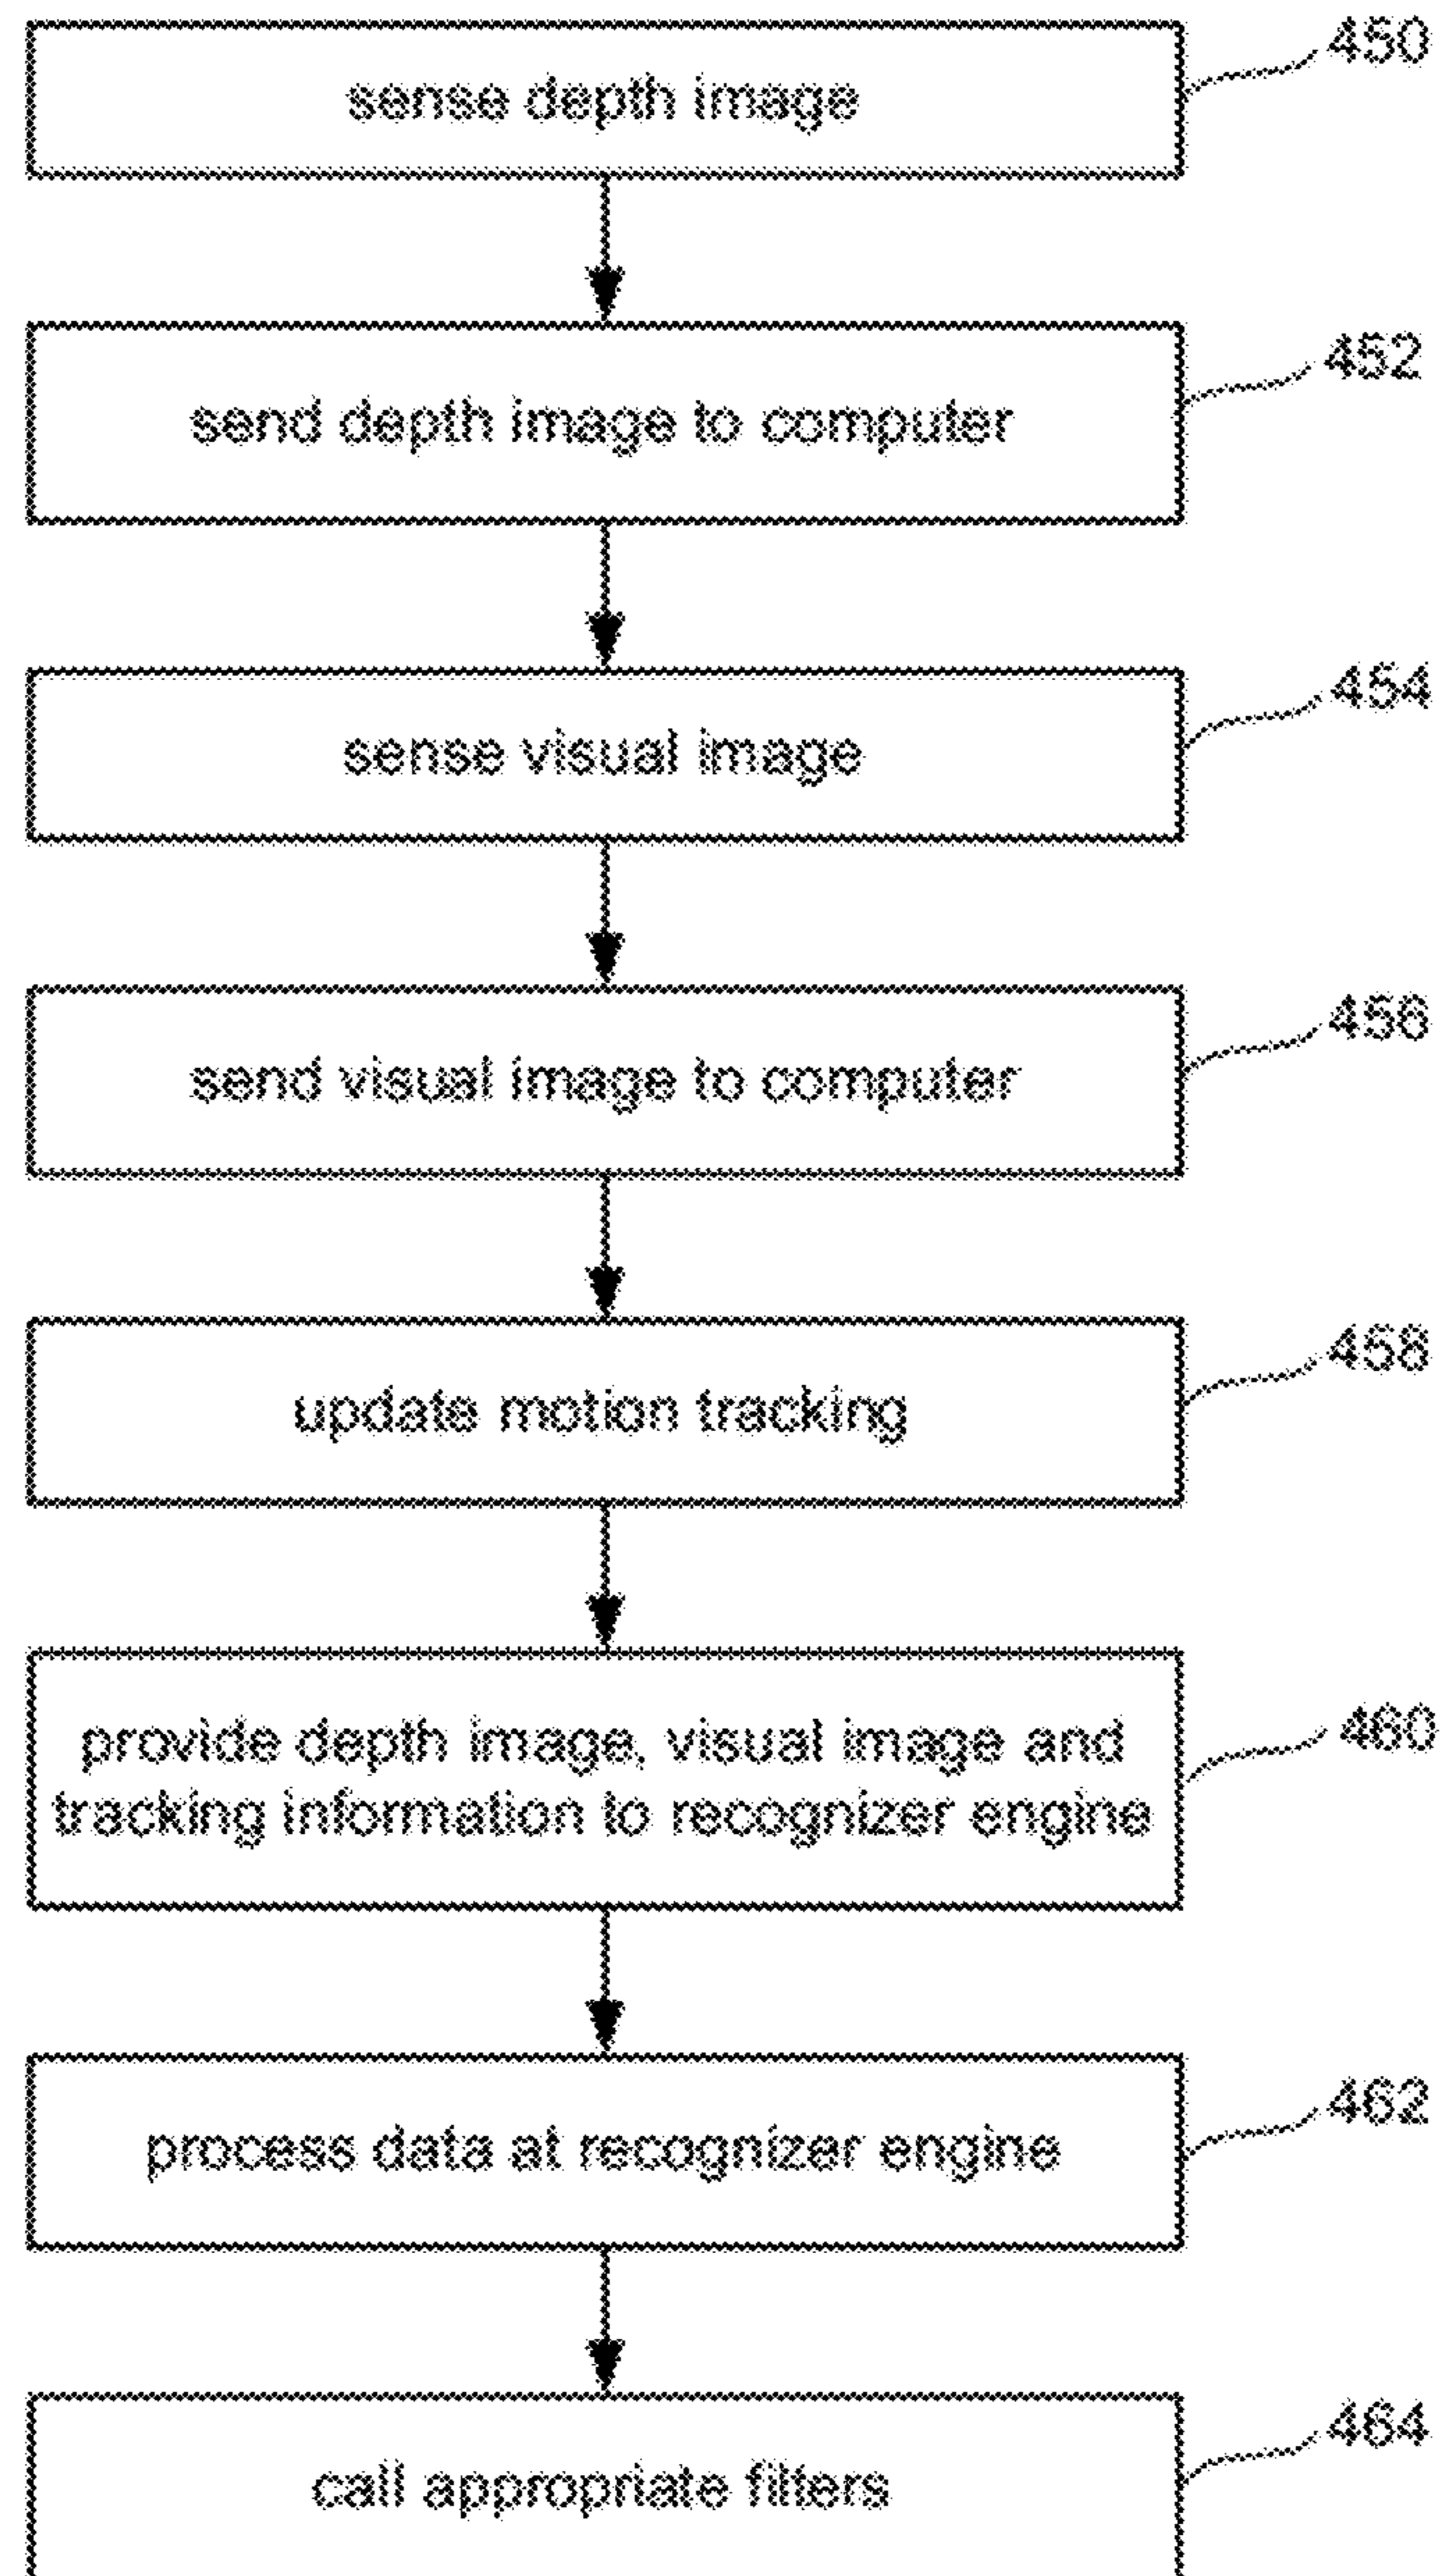 sense depth image
450
send depth image to computer
452
sense visual image
454
send visual image to computer
456
update motion tracking
458
provide depth image, visual image and
tracking information to recognizer engine
460
process data at recognizer engine
462
call appropriate filters
464